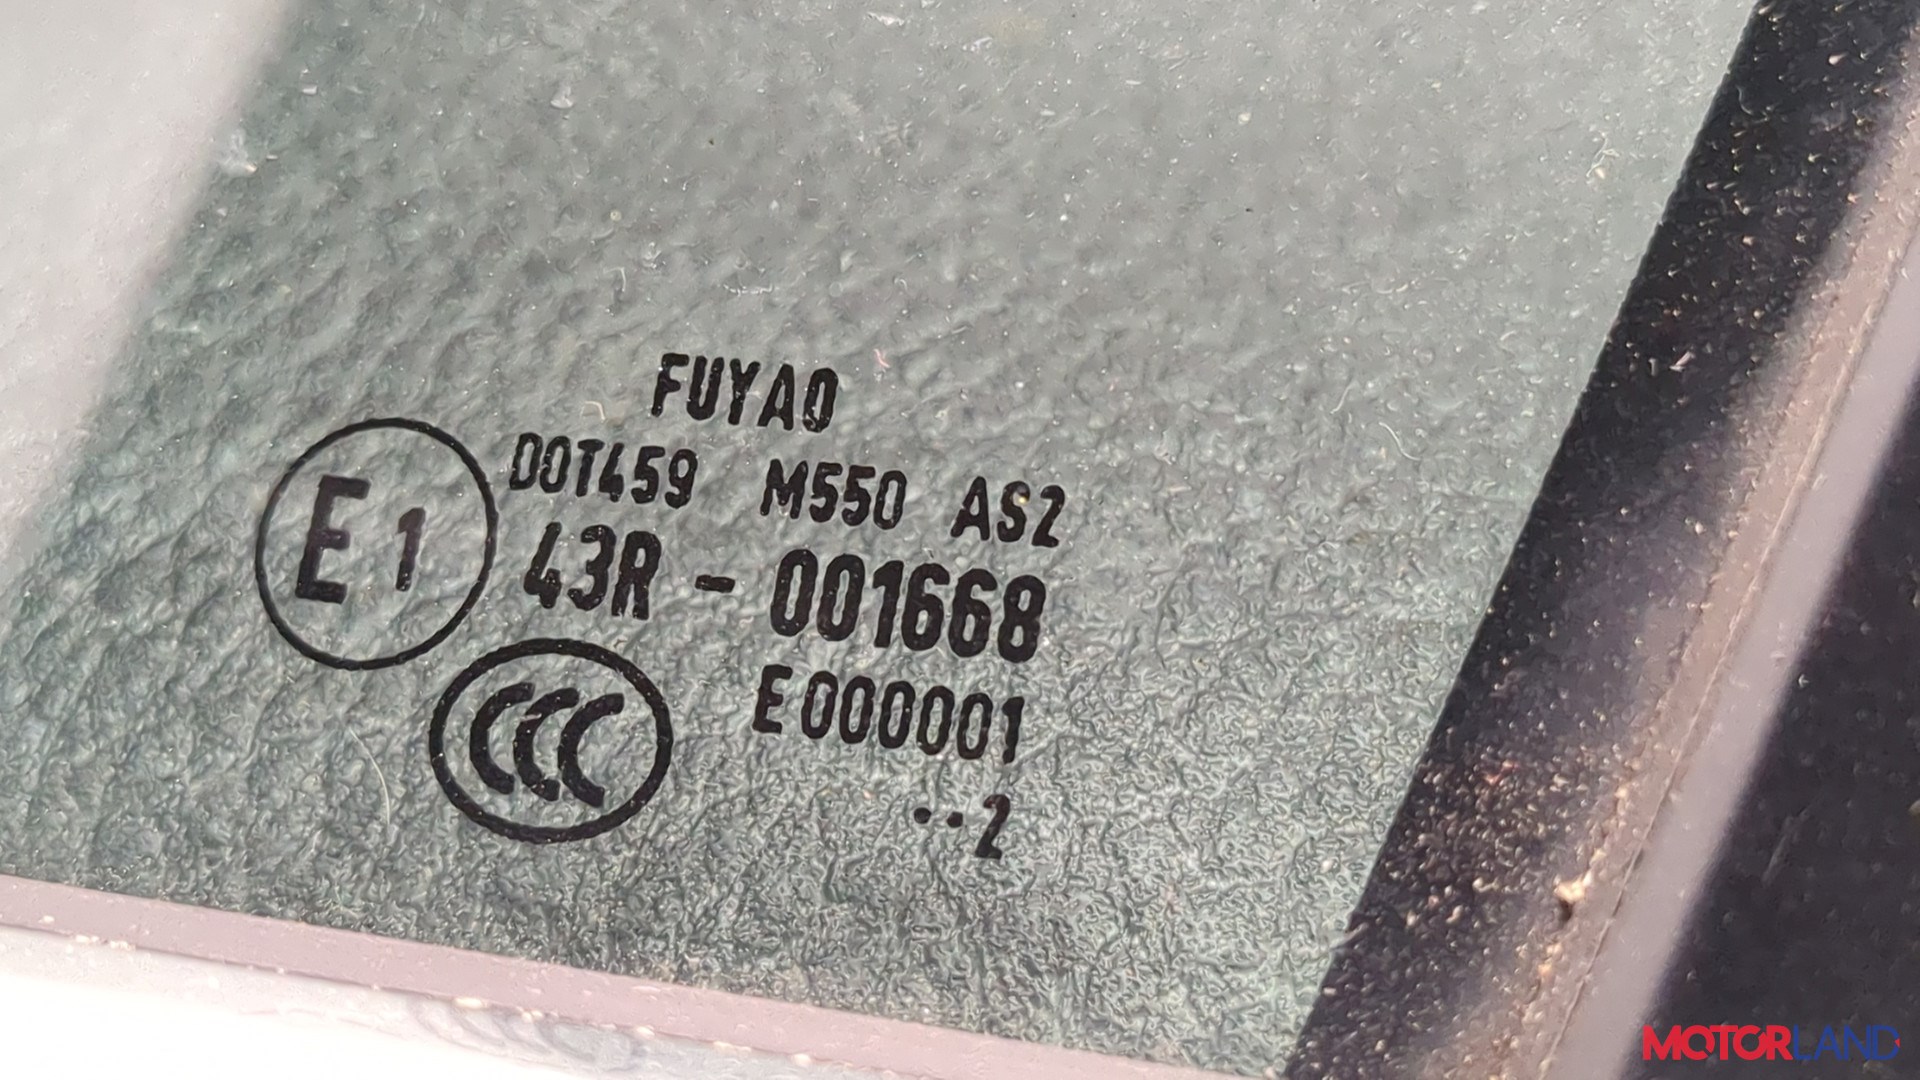 FUYAO
DOT459 M550 AS2
E1 43R - 001668
CCC E000001
··2
MOTORLAND